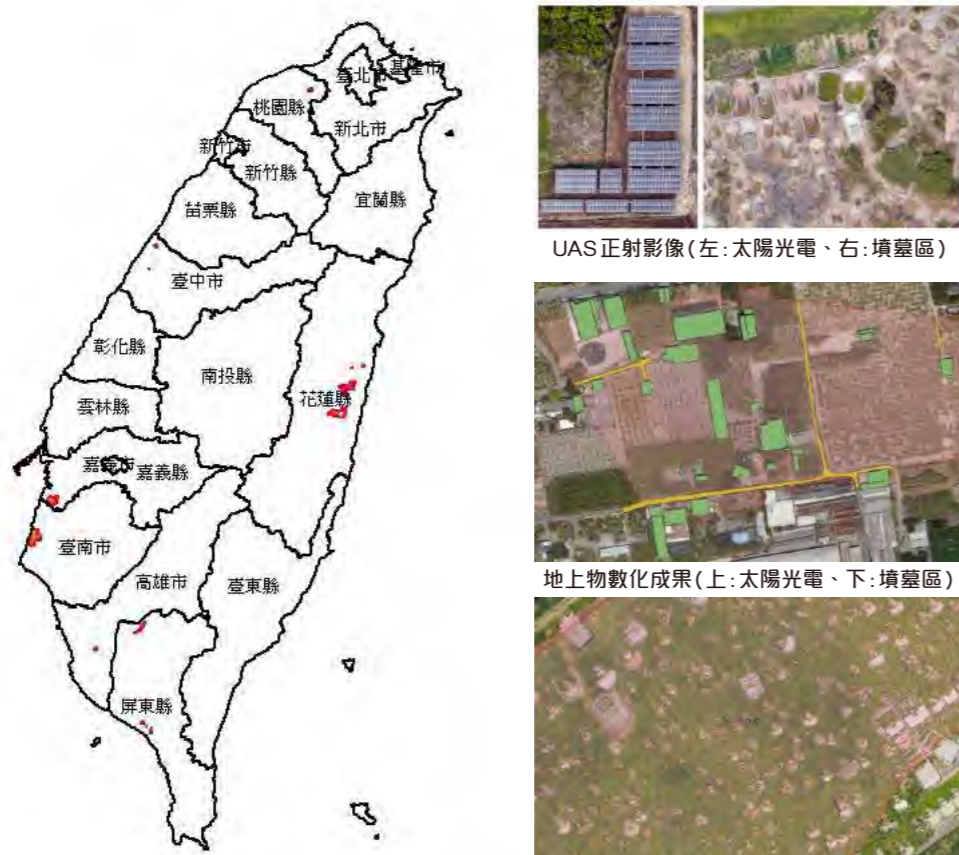 臺北市
基隆市
桃園縣
新北市
新竹市
新竹縣
宜蘭縣
苗栗縣
臺中市
彰化縣
南投縣
花蓮縣
雲林縣
嘉義市
嘉義縣
臺南市
高雄市
臺東縣
屏東縣
UAS正射影像(左:太陽光電、右:墳墓區)
地上物數化成果(上:太陽光電、下:墳墓區)